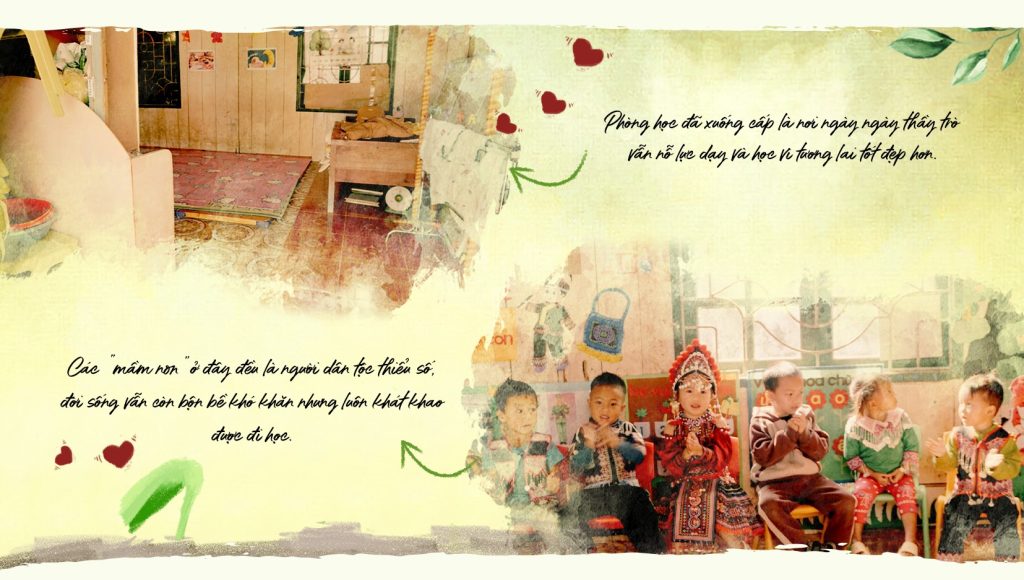 Phòng học đã xuống cấp là nơi ngày ngày thầy trò
vẫn nỗ lực dạy và học vì tương lai tốt đẹp hơn.
Các "mầm non" ở đây đều là người dân tộc thiểu số,
đời sống vẫn còn bộn bề khó khăn nhưng luôn khát khao
được đi học.